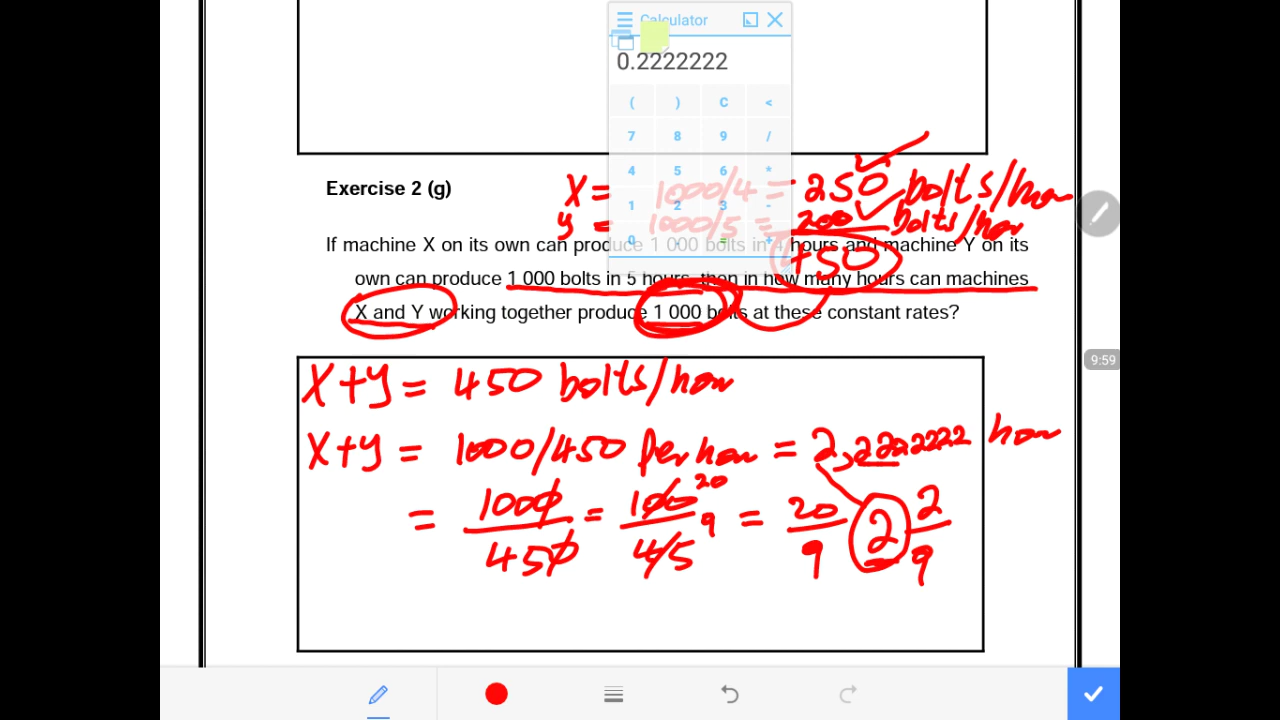 Calculator
0.2222222
( ) C <
7 8 9 /
4 5 6 *
1 2 3 -
0 . = +
Exercise 2 (g)
X = 1000/4 = 250 bolts/hour
y = 1000/5 = 200 bolts/hour
450
If machine X on its own can produce 1 000 bolts in 4 hours and machine Y on its
own can produce 1 000 bolts in 5 hours, then in how many hours can machines
X and Y working together produce 1 000 bolts at these constant rates?
9:59
X+y = 450 bolts/hour
X+y = 1000/450 per hour = 2,2222222 hour
= 1000/450 = 100/45 20 9 = 20/9 2 2/9